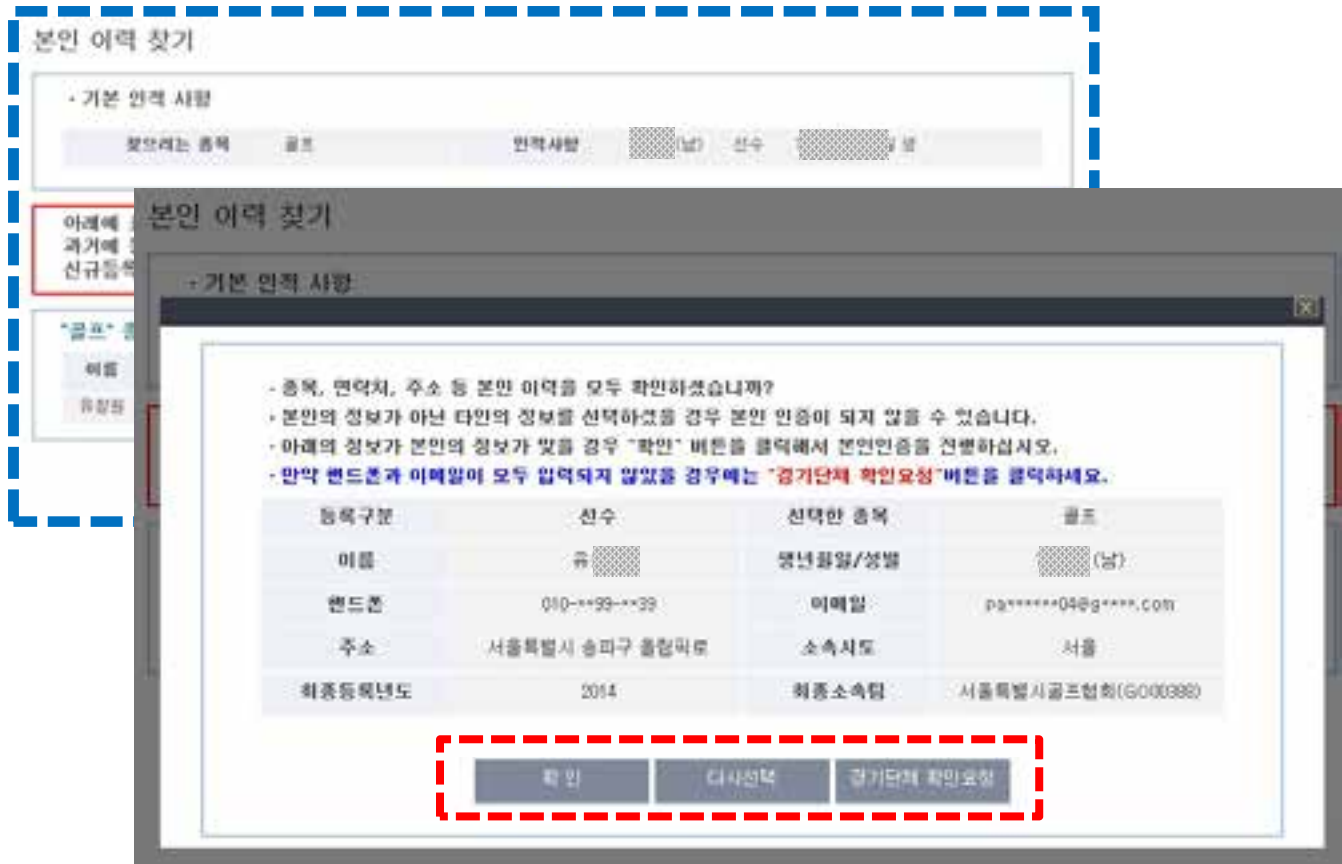 본인 이력 찾기
· 기본 인적 사항
찾으려는 종목 골프 인적사항 (남) 선수 생
아래에
과거에
신규등록
"골프"
이름
본인 이력 찾기
· 기본 인적 사항
- 종목, 연락처, 주소 등 본인 이력을 모두 확인하셨습니까?
- 본인의 정보가 아닌 타인의 정보를 선택하셨을 경우 본인 인증이 되지 않을 수 있습니다.
- 아래의 정보가 본인의 정보가 맞을 경우 "확인" 버튼을 클릭해서 본인인증을 진행하십시오.
- 만약 핸드폰과 이메일이 모두 입력되지 않았을 경우에는 "경기단체 확인요청"버튼을 클릭하세요.
등록구분 선수 선택한 종목 골프
이름 유 생년월일/성별 (남)
핸드폰 010-**99-**39 이메일 pa******04@g****.com
주소 서울특별시 송파구 올림픽로 소속시도 서울
최종등록년도 2014 최종소속팀 서울특별시골프협회(GO00388)
확 인 다시선택 경기단체 확인요청